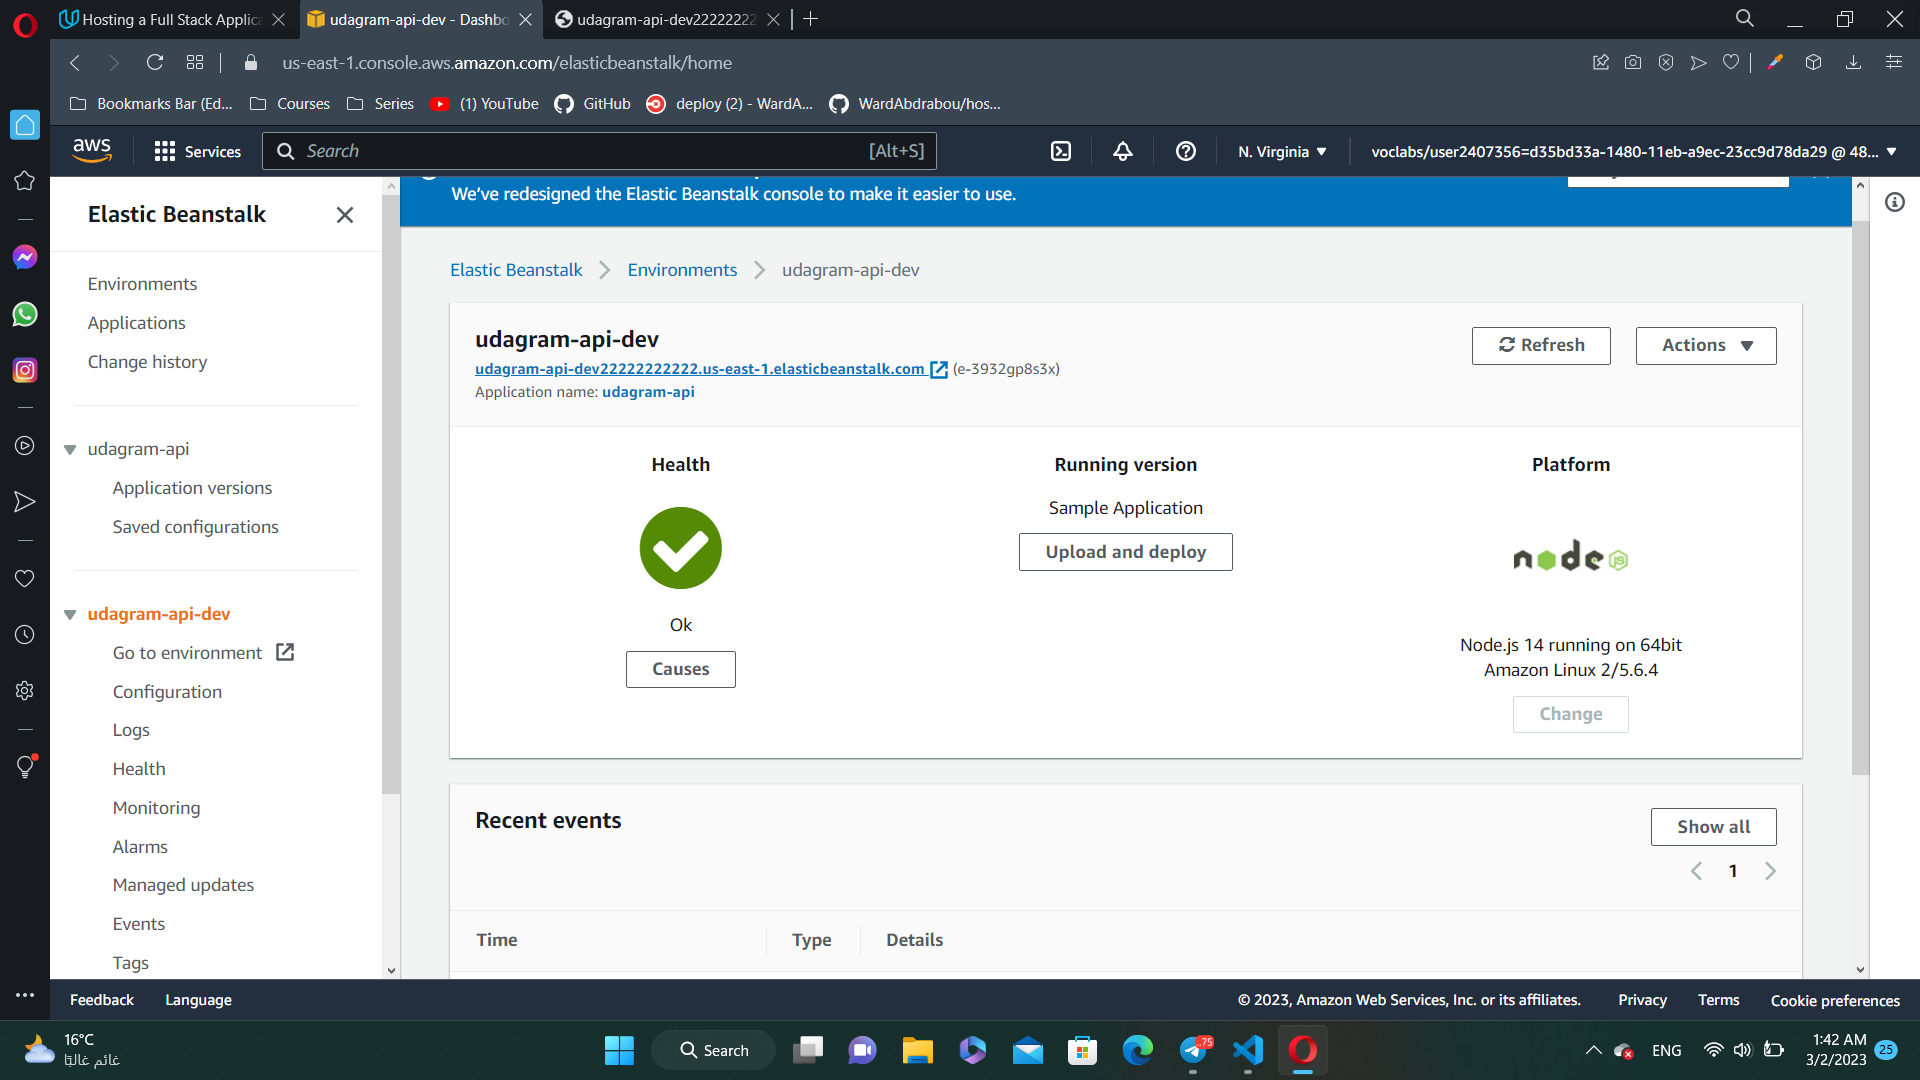 Hosting a Full Stack Applica
udagram-api-dev - Dashbo
udagram-api-dev22222222
us-east-1.console.aws.amazon.com/elasticbeanstalk/home
Bookmarks Bar (Ed...
Courses
Series
(1) YouTube
GitHub
deploy (2) - WardA...
WardAbdrabou/hos...
aws
Services
Search
[Alt+S]
N. Virginia
voclabs/user2407356=d35bd33a-1480-11eb-a9ec-23cc9d78da29 @ 48...
Elastic Beanstalk
We've redesigned the Elastic Beanstalk console to make it easier to use.
Environments
Applications
Change history
udagram-api
Application versions
Saved configurations
udagram-api-dev
Go to environment
Configuration
Logs
Health
Monitoring
Alarms
Managed updates
Events
Tags
Elastic Beanstalk
Environments
udagram-api-dev
udagram-api-dev
udagram-api-dev22222222222.us-east-1.elasticbeanstalk.com (e-3932gp8s3x)
Application name: udagram-api
Refresh
Actions
Health
Ok
Causes
Running version
Sample Application
Upload and deploy
Platform
node JS
Node.js 14 running on 64bit
Amazon Linux 2/5.6.4
Change
Recent events
Show all
1
Time
Type
Details
Feedback
Language
© 2023, Amazon Web Services, Inc. or its affiliates.
Privacy
Terms
Cookie preferences
16°C
غائم غالبًا
Search
..75
ENG
1:42 AM
3/2/2023
25